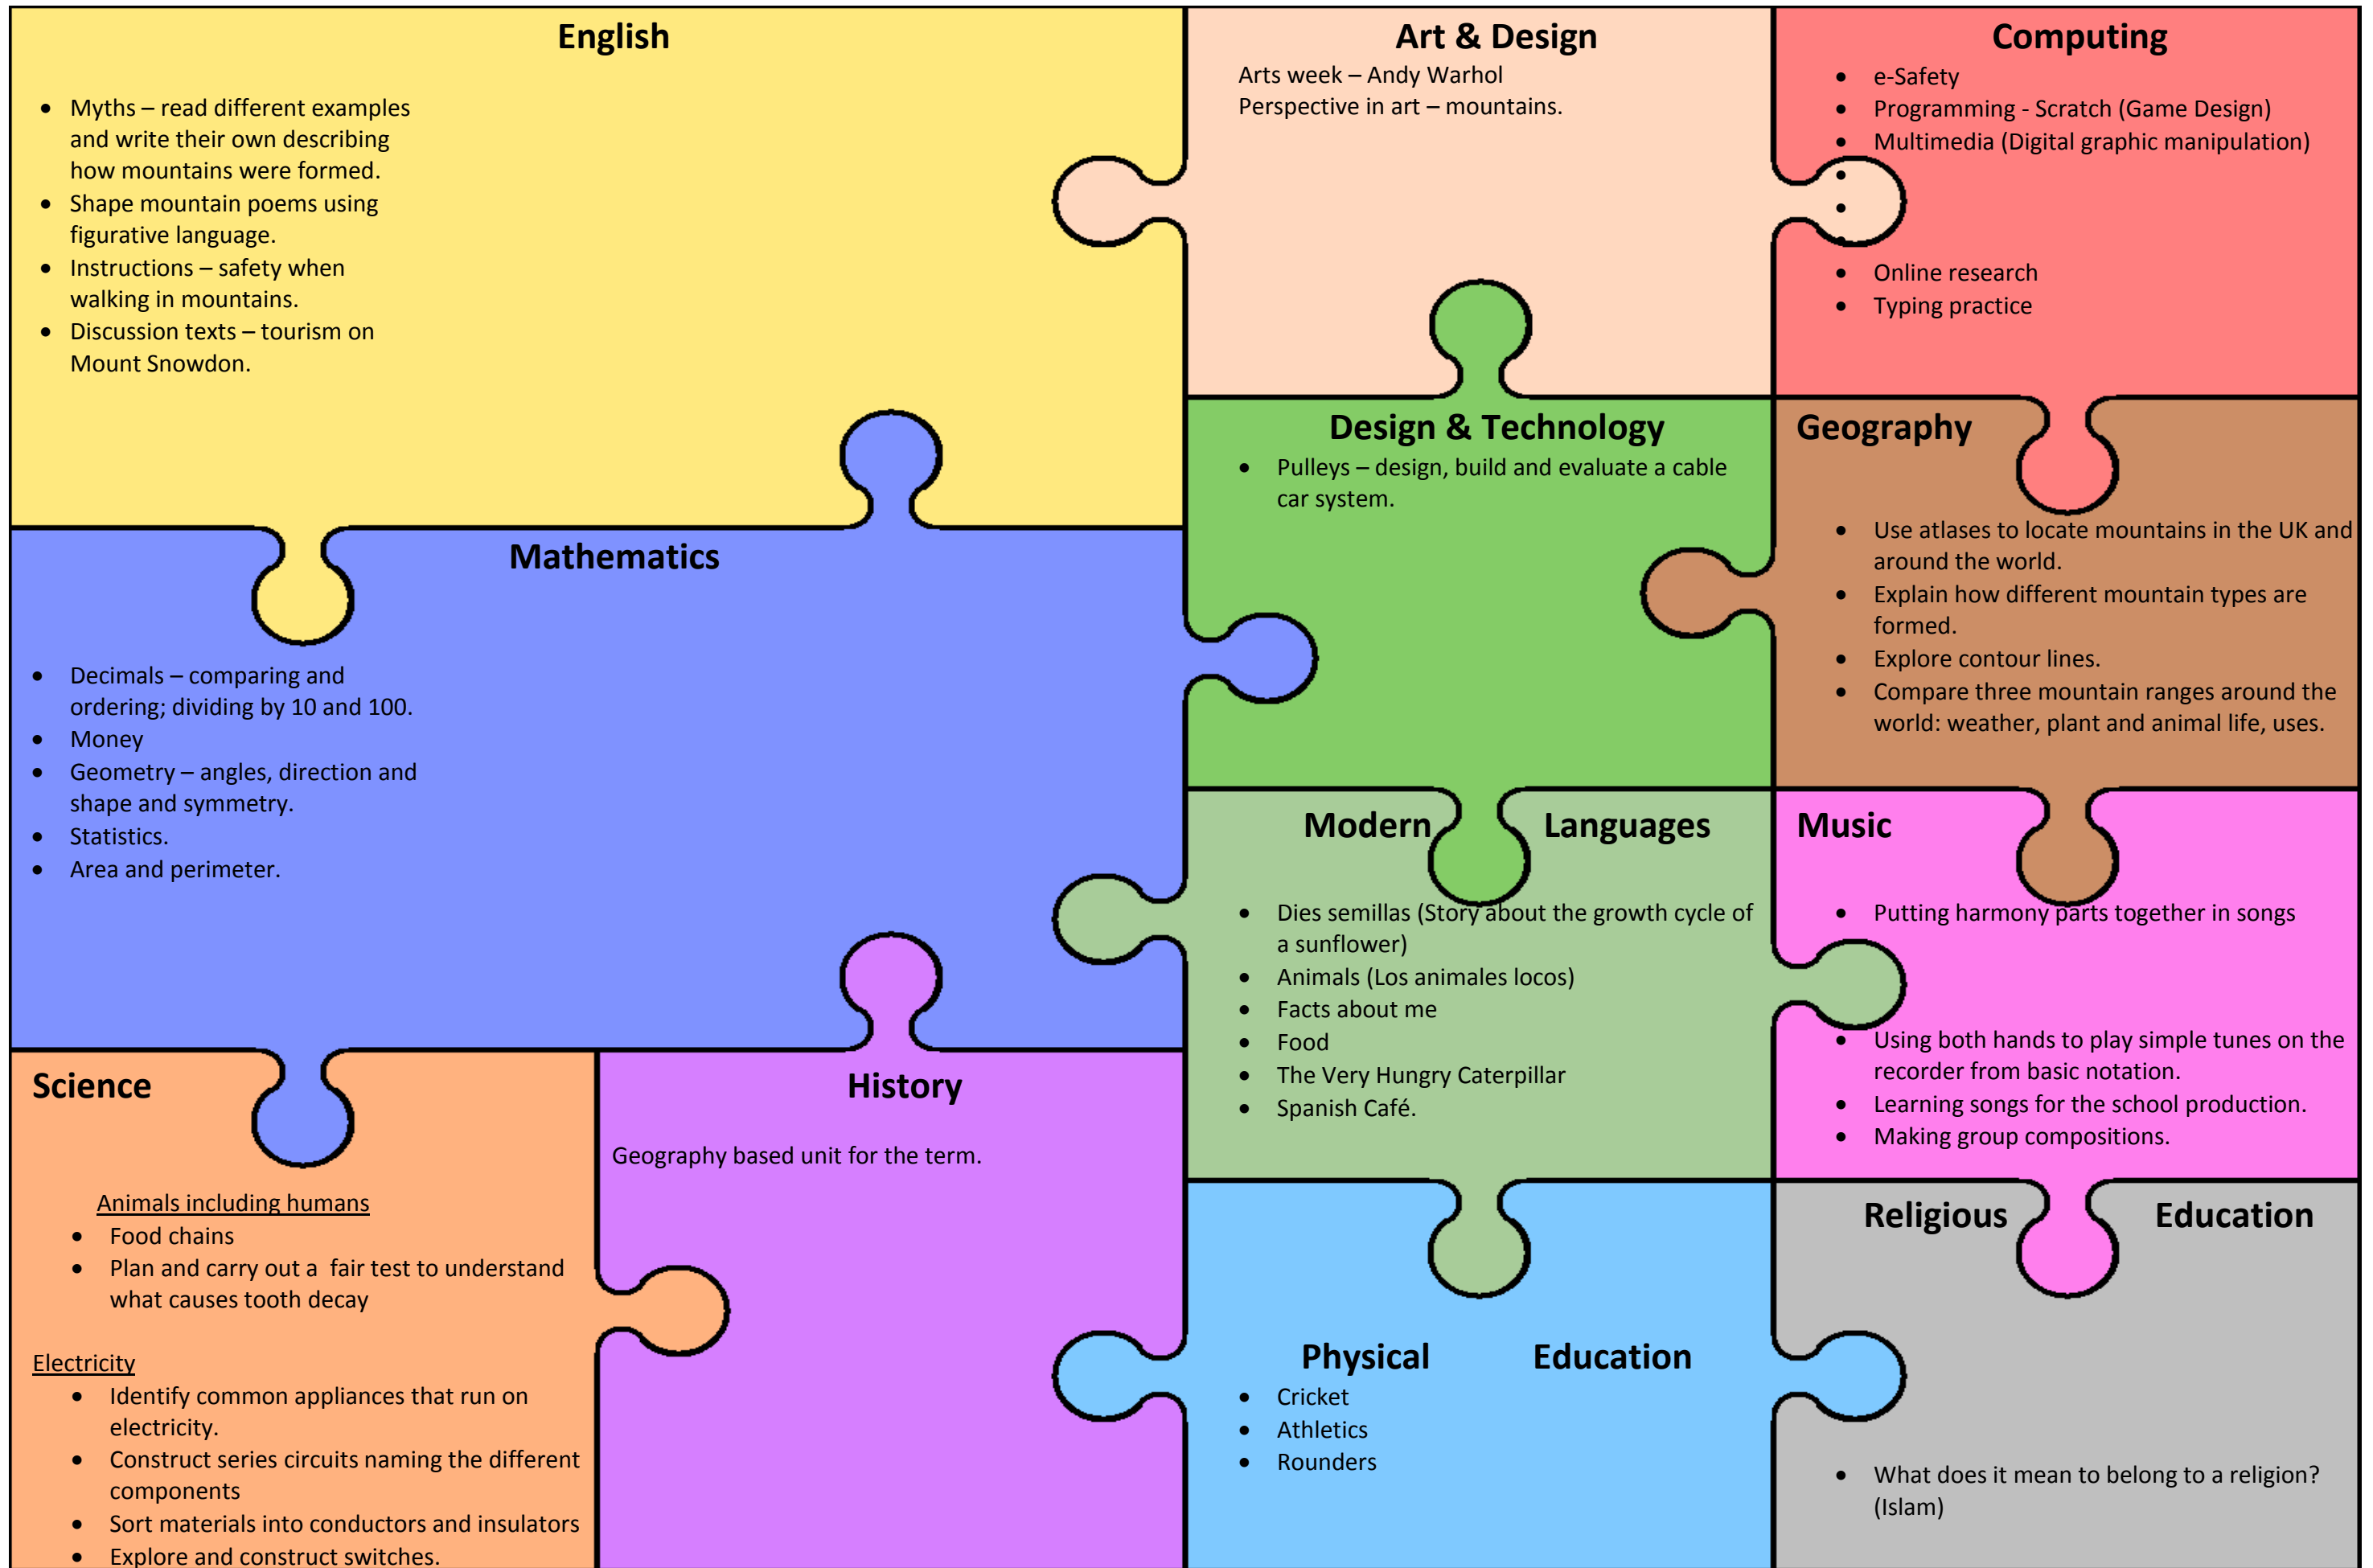 English
• Myths – read different examples
and write their own describing
how mountains were formed.
• Shape mountain poems using
figurative language.
• Instructions – safety when
walking in mountains.
• Discussion texts – tourism on
Mount Snowdon.
Art & Design
Arts week – Andy Warhol
Perspective in art – mountains.
Computing
• e-Safety
• Programming - Scratch (Game Design)
• Multimedia (Digital graphic manipulation)
•
•
•
• Online research
• Typing practice
Mathematics
• Decimals – comparing and
ordering; dividing by 10 and 100.
• Money
• Geometry – angles, direction and
shape and symmetry.
• Statistics.
• Area and perimeter.
Design & Technology
• Pulleys – design, build and evaluate a cable
car system.
Geography
• Use atlases to locate mountains in the UK and
around the world.
• Explain how different mountain types are
formed.
• Explore contour lines.
• Compare three mountain ranges around the
world: weather, plant and animal life, uses.
Modern Languages
• Dies semillas (Story about the growth cycle of
a sunflower)
• Animals (Los animales locos)
• Facts about me
• Food
• The Very Hungry Caterpillar
• Spanish Café.
Music
• Putting harmony parts together in songs
• Using both hands to play simple tunes on the
recorder from basic notation.
• Learning songs for the school production.
• Making group compositions.
Science
Animals including humans
• Food chains
• Plan and carry out a  fair test to understand
what causes tooth decay
Electricity
• Identify common appliances that run on
electricity.
• Construct series circuits naming the different
components
• Sort materials into conductors and insulators
• Explore and construct switches.
History
Geography based unit for the term.
Physical Education
• Cricket
• Athletics
• Rounders
Religious Education
• What does it mean to belong to a religion?
(Islam)